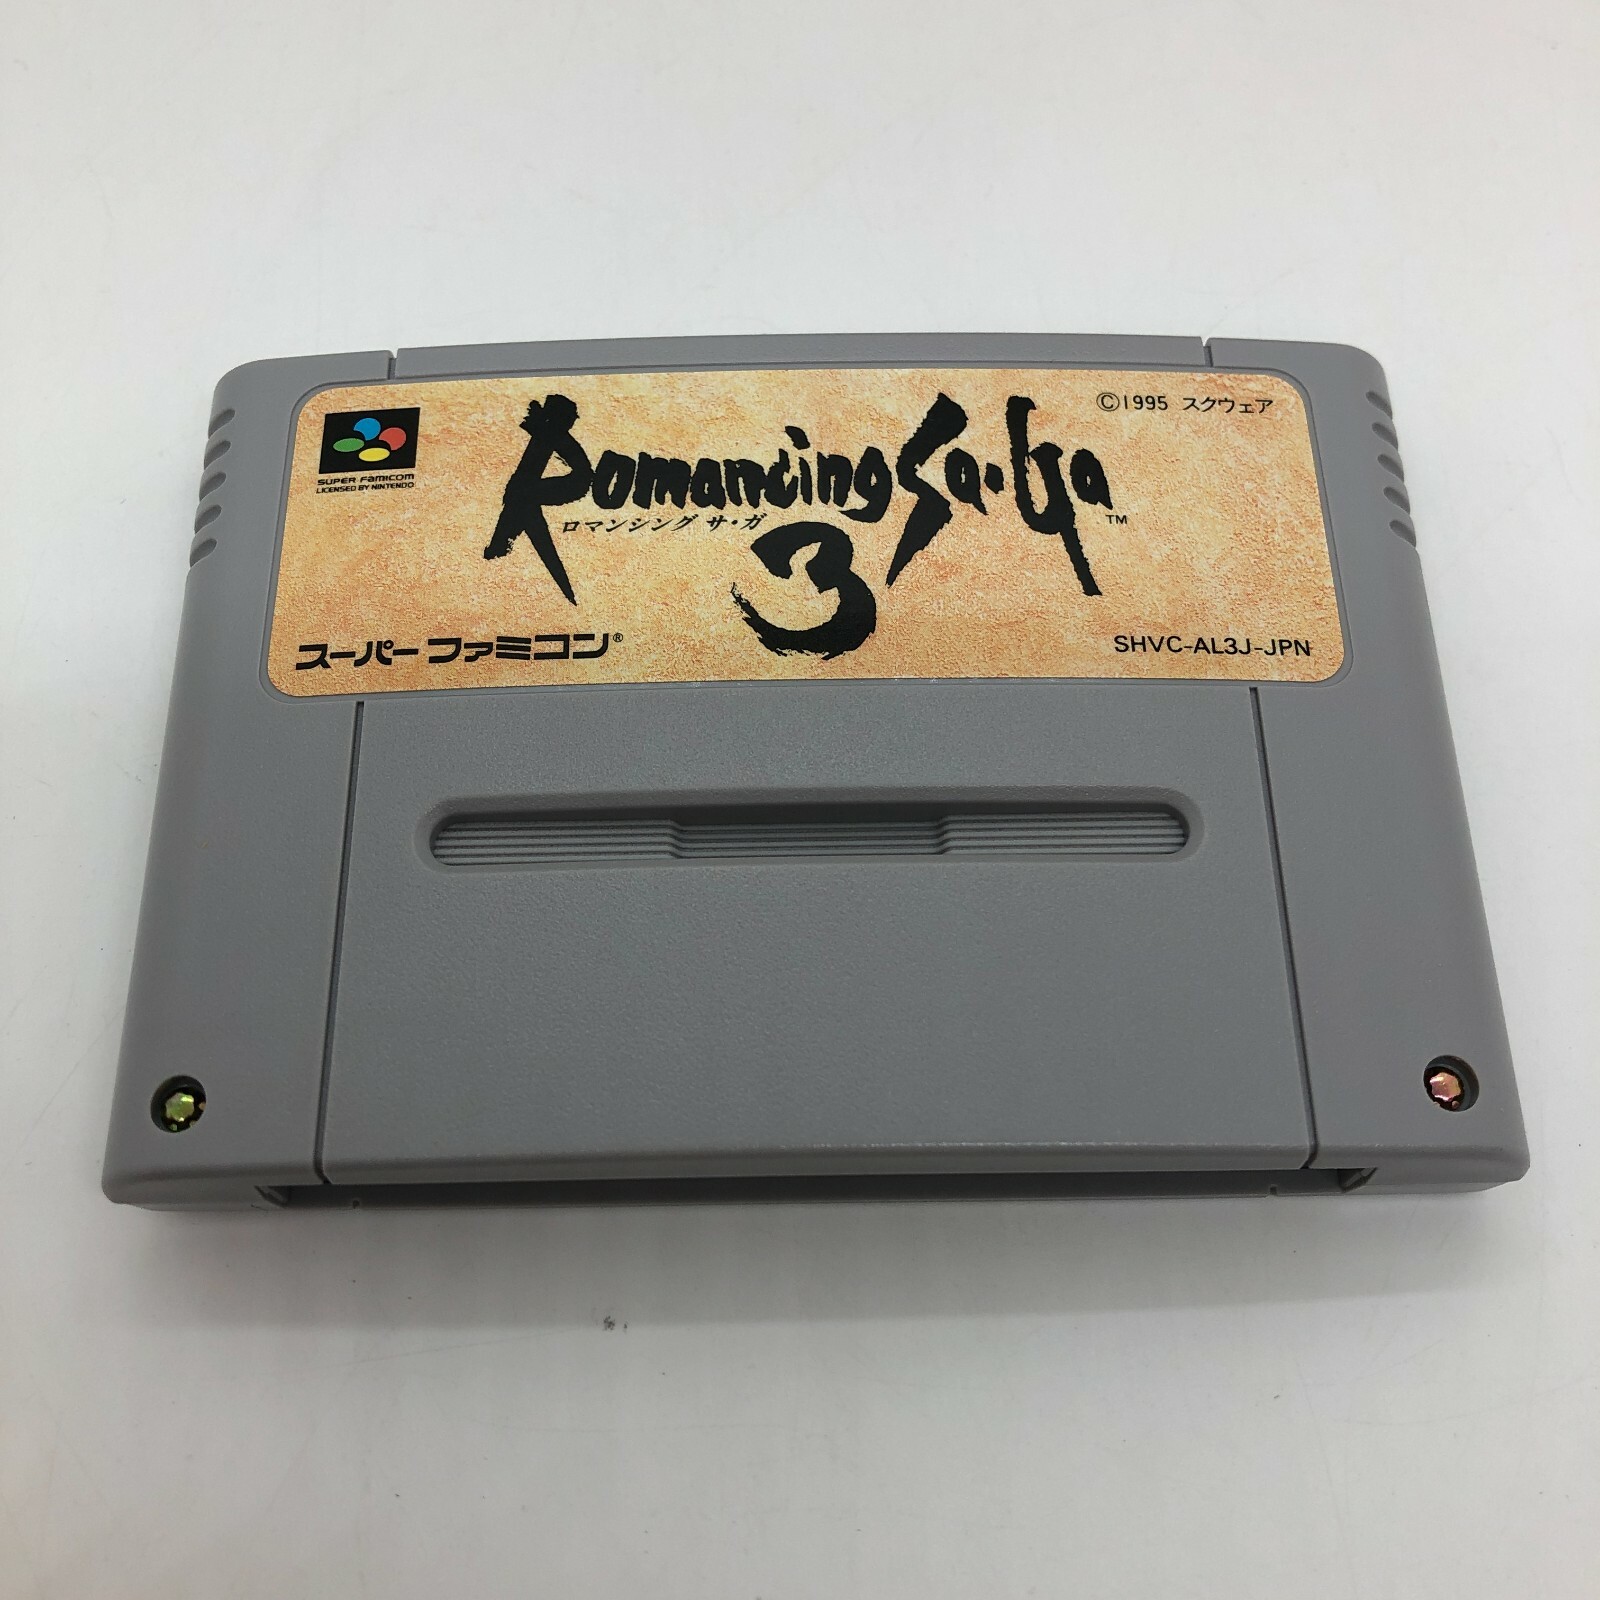 ©1995 スクウェア
SUPER FAMICOM
LICENSED BY NINTENDO
Romancing Sa·Ga
ロマンシング サ・ガ
TM
3
スーパーファミコン®
SHVC-AL3J-JPN